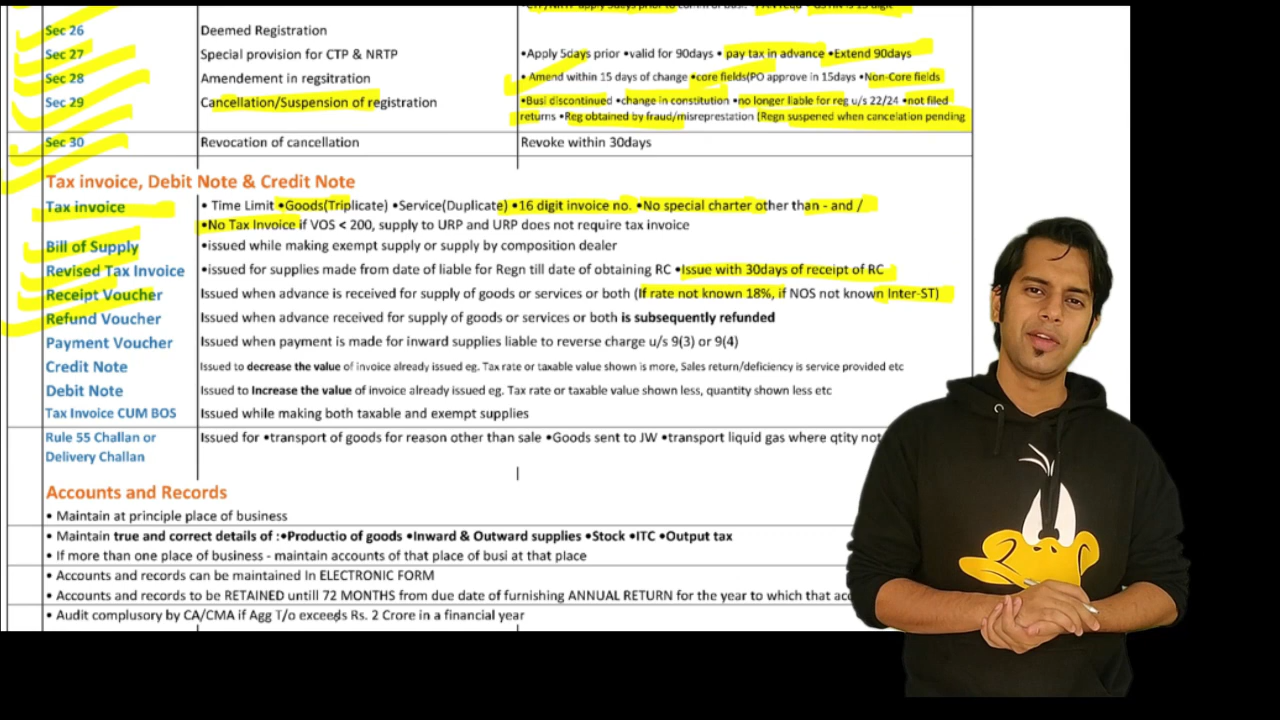 Sec 26 Deemed Registration
Sec 27 Special provision for CTP & NRTP •Apply 5days prior •valid for 90days • pay tax in advance •Extend 90days
Sec 28 Amendement in regsitration • Amend within 15 days of change •core fields(PO approve in 15days •Non-Core fields
Sec 29 Cancellation/Suspension of registration •Busi discontinued •change in constitution •no longer liable for reg u/s 22/24 •not filed
returns •Reg obtained by fraud/misreprestation (Regn suspened when cancelation pending
Sec 30 Revocation of cancellation Revoke within 30days
Tax invoice, Debit Note & Credit Note
Tax invoice • Time Limit •Goods(Triplicate) •Service(Duplicate) •16 digit invoice no. •No special charter other than - and /
•No Tax Invoice if VOS < 200, supply to URP and URP does not require tax invoice
Bill of Supply •issued while making exempt supply or supply by composition dealer
Revised Tax Invoice •issued for supplies made from date of liable for Regn till date of obtaining RC •Issue with 30days of receipt of RC
Receipt Voucher Issued when advance is received for supply of goods or services or both (If rate not known 18%, if NOS not known Inter-ST)
Refund Voucher Issued when advance received for supply of goods or services or both is subsequently refunded
Payment Voucher Issued when payment is made for inward supplies liable to reverse charge u/s 9(3) or 9(4)
Credit Note Issued to decrease the value of invoice already issued eg. Tax rate or taxable value shown is more, Sales return/deficiency is service provided etc
Debit Note Issued to Increase the value of invoice already issued eg. Tax rate or taxable value shown less, quantity shown less etc
Tax Invoice CUM BOS Issued while making both taxable and exempt supplies
Rule 55 Challan or Issued for •transport of goods for reason other than sale •Goods sent to JW •transport liquid gas where qtity not
Delivery Challan
Accounts and Records
• Maintain at principle place of business
• Maintain true and correct details of :•Productio of goods •Inward & Outward supplies •Stock •ITC •Output tax
• If more than one place of business - maintain accounts of that place of busi at that place
• Accounts and records can be maintained In ELECTRONIC FORM
• Accounts and records to be RETAINED untill 72 MONTHS from due date of furnishing ANNUAL RETURN for the year to which that
• Audit complusory by CA/CMA if Agg T/o exceeds Rs. 2 Crore in a financial year